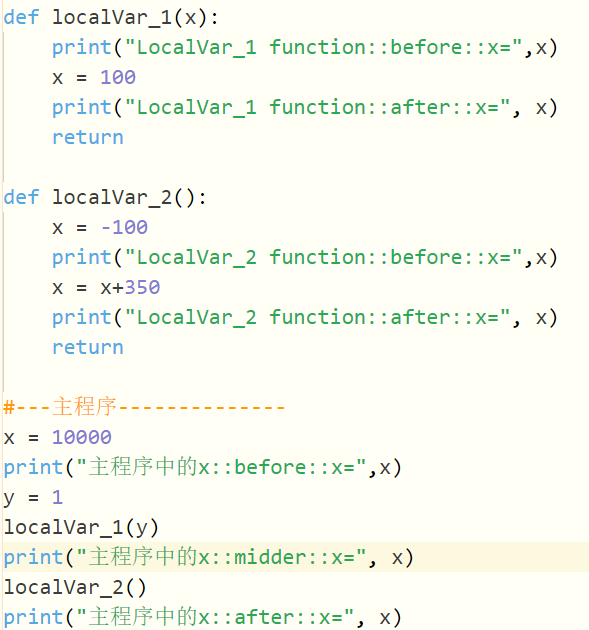 def localVar_1(x):
    print("LocalVar_1 function::before::x=",x)
    x = 100
    print("LocalVar_1 function::after::x=", x)
    return
def localVar_2():
    x = -100
    print("LocalVar_2 function::before::x=",x)
    x = x+350
    print("LocalVar_2 function::after::x=", x)
    return
#---主程序--------------
x = 10000
print("主程序中的x::before::x=",x)
y = 1
localVar_1(y)
print("主程序中的x::midder::x=", x)
localVar_2()
print("主程序中的x::after::x=", x)